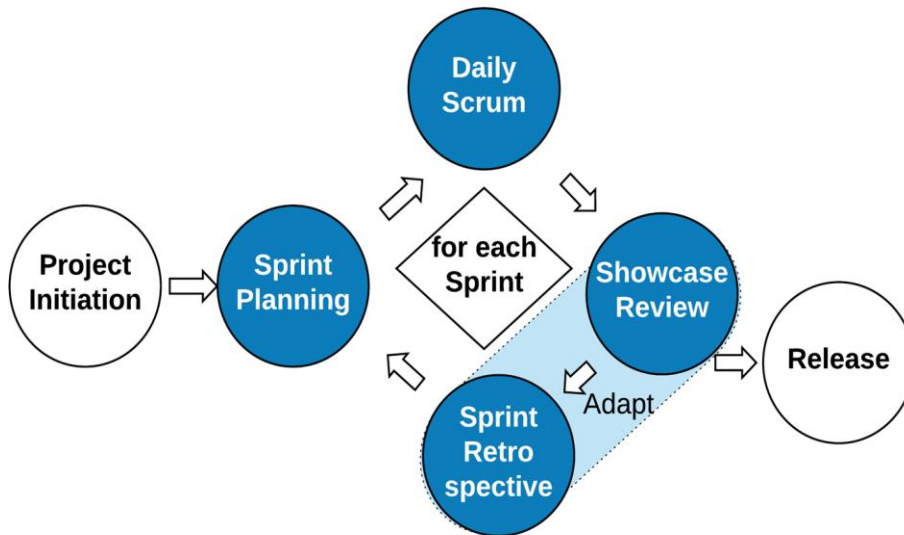 Daily
Scrum
Project
Initiation
Sprint
Planning
for each
Sprint
Showcase
Review
Release
Adapt
Sprint
Retro
spective